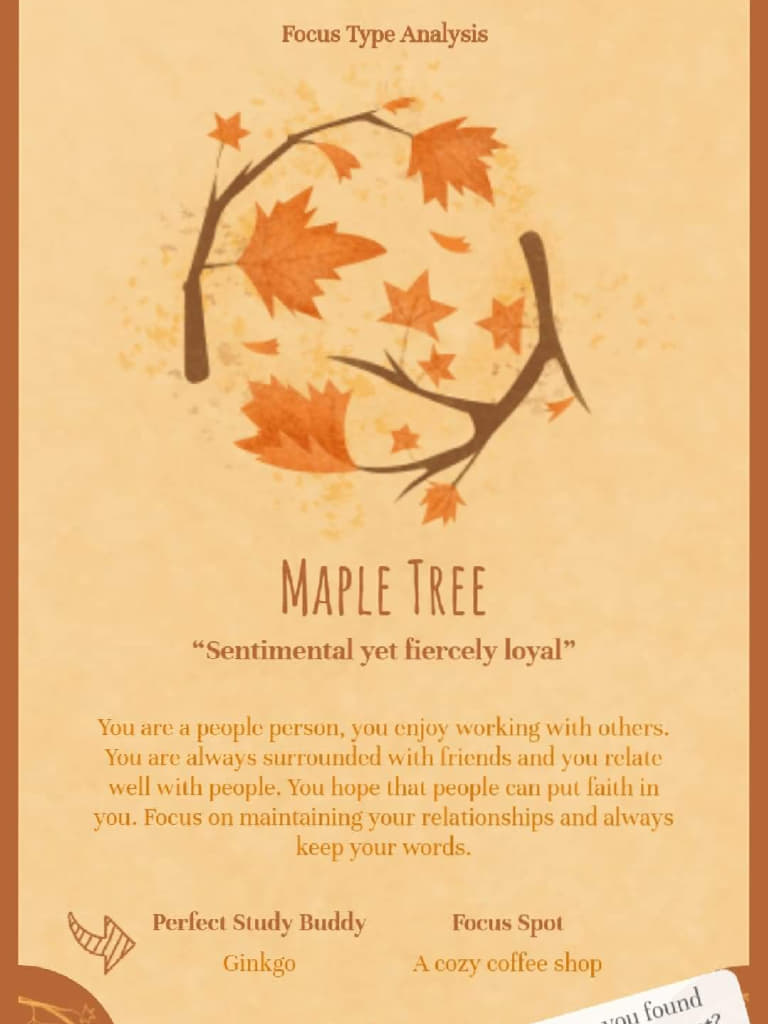 Focus Type Analysis
Maple Tree
“Sentimental yet fiercely loyal”
You are a people person, you enjoy working with others.
You are always surrounded with friends and you relate
well with people. You hope that people can put faith in
you. Focus on maintaining your relationships and always
keep your words.
Perfect Study Buddy
Focus Spot
Ginkgo
A cozy coffee shop
you found